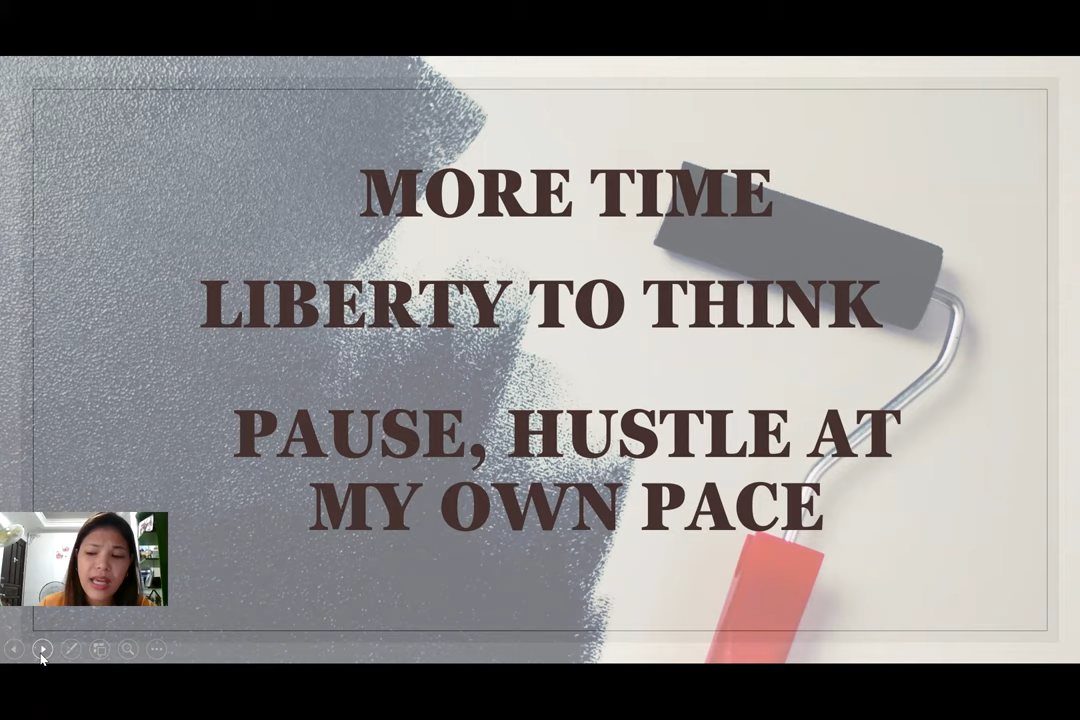 MORE TIME
LIBERTY TO THINK
PAUSE, HUSTLE AT
MY OWN PACE